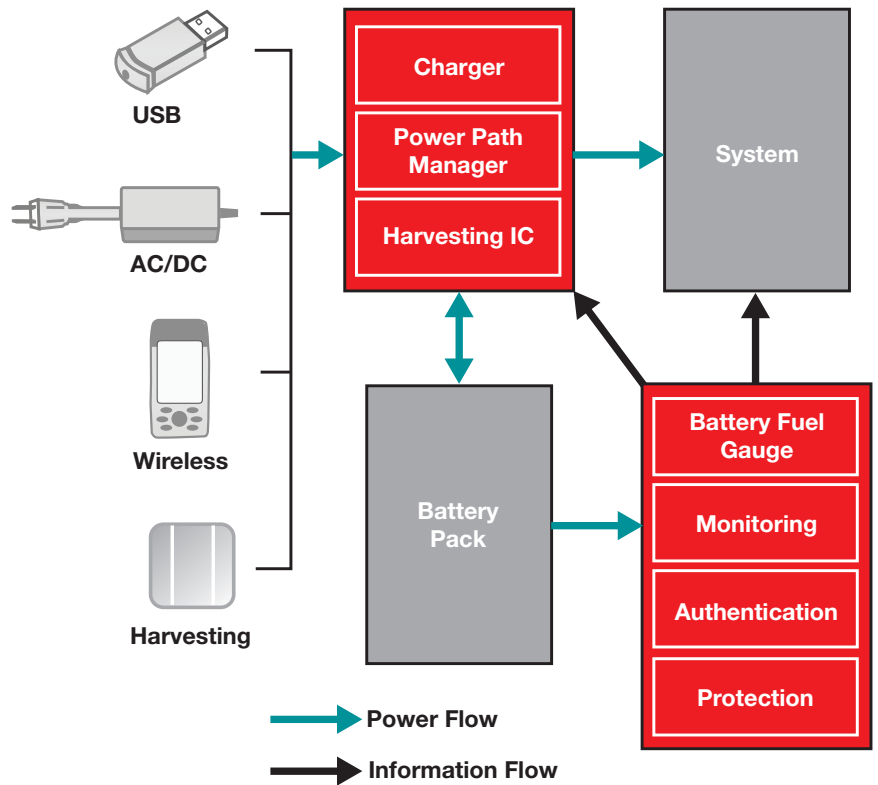 USB
AC/DC
Wireless
Harvesting
Charger
Power Path
Manager
Harvesting IC
System
Battery
Pack
Battery Fuel
Gauge
Monitoring
Authentication
Protection
Power Flow
Information Flow